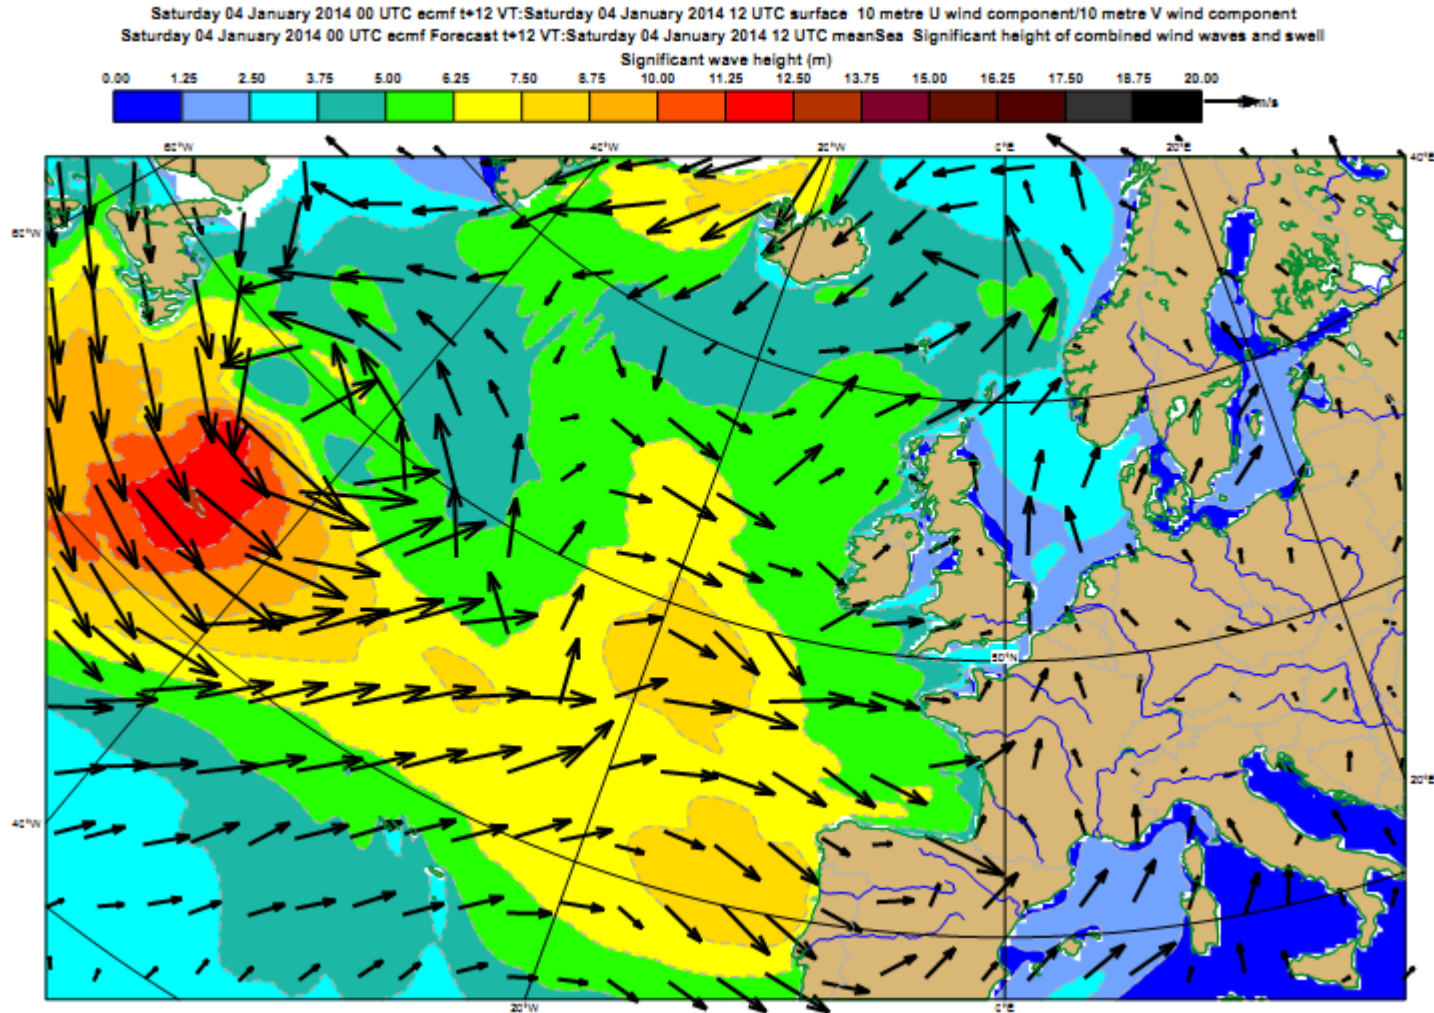 Saturday 04 January 2014 00 UTC ecmf t+12 VT:Saturday 04 January 2014 12 UTC surface 10 metre U wind component/10 metre V wind component
Saturday 04 January 2014 00 UTC ecmf Forecast t+12 VT:Saturday 04 January 2014 12 UTC meanSea Significant height of combined wind waves and swell
Significant wave height (m)
0.00 1.25 2.50 3.75 5.00 6.25 7.50 8.75 10.00 11.25 12.50 13.75 15.00 16.25 17.50 18.75 20.00
m/s
60°W 40°W 20°W 0°E 20°E 40°E
60°N
50°N
20°E
40°N
20°W 0°E